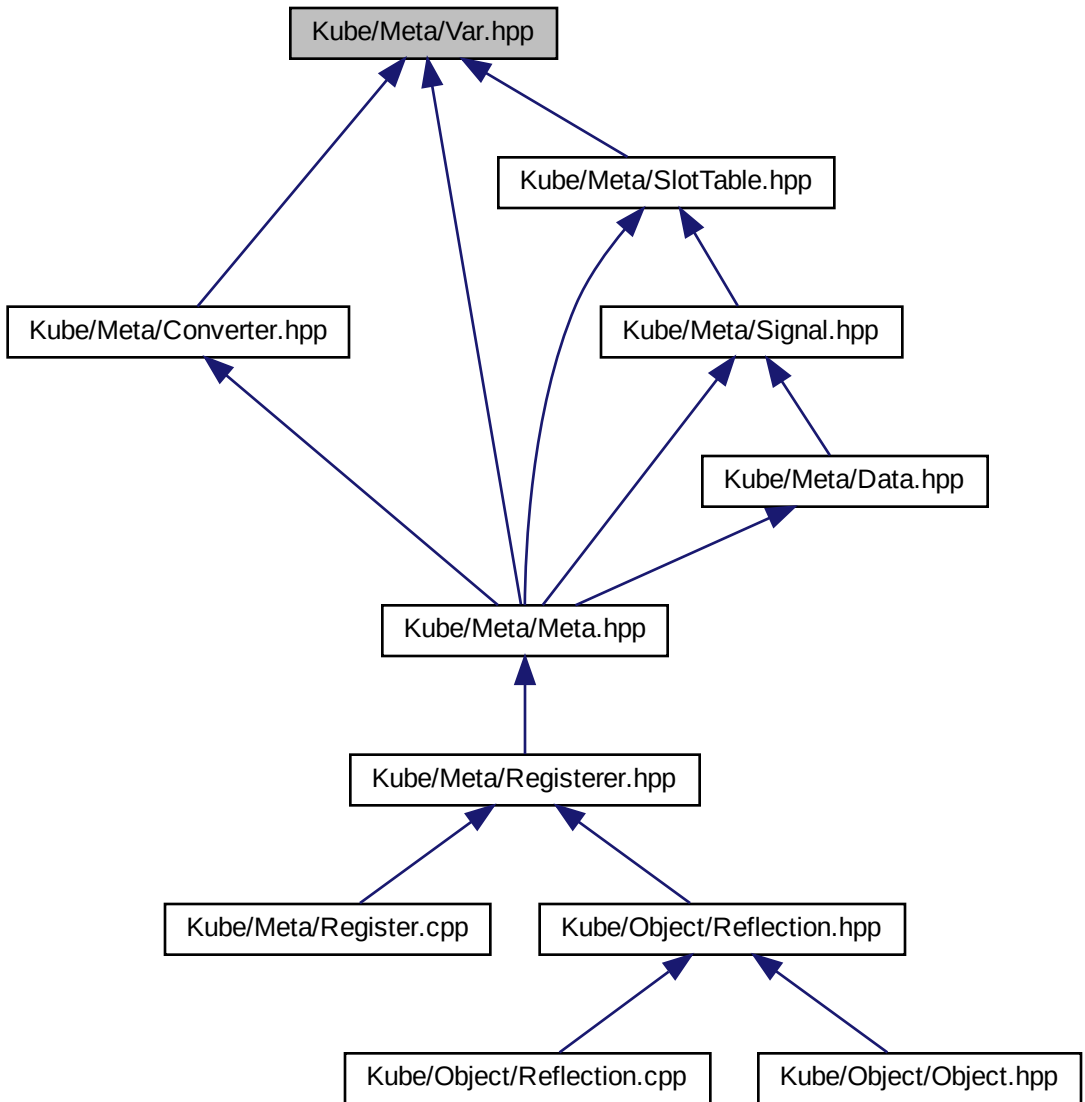 Kube/Meta/Var.hpp
Kube/Meta/SlotTable.hpp
Kube/Meta/Converter.hpp
Kube/Meta/Signal.hpp
Kube/Meta/Data.hpp
Kube/Meta/Meta.hpp
Kube/Meta/Registerer.hpp
Kube/Meta/Register.cpp
Kube/Object/Reflection.hpp
Kube/Object/Reflection.cpp
Kube/Object/Object.hpp